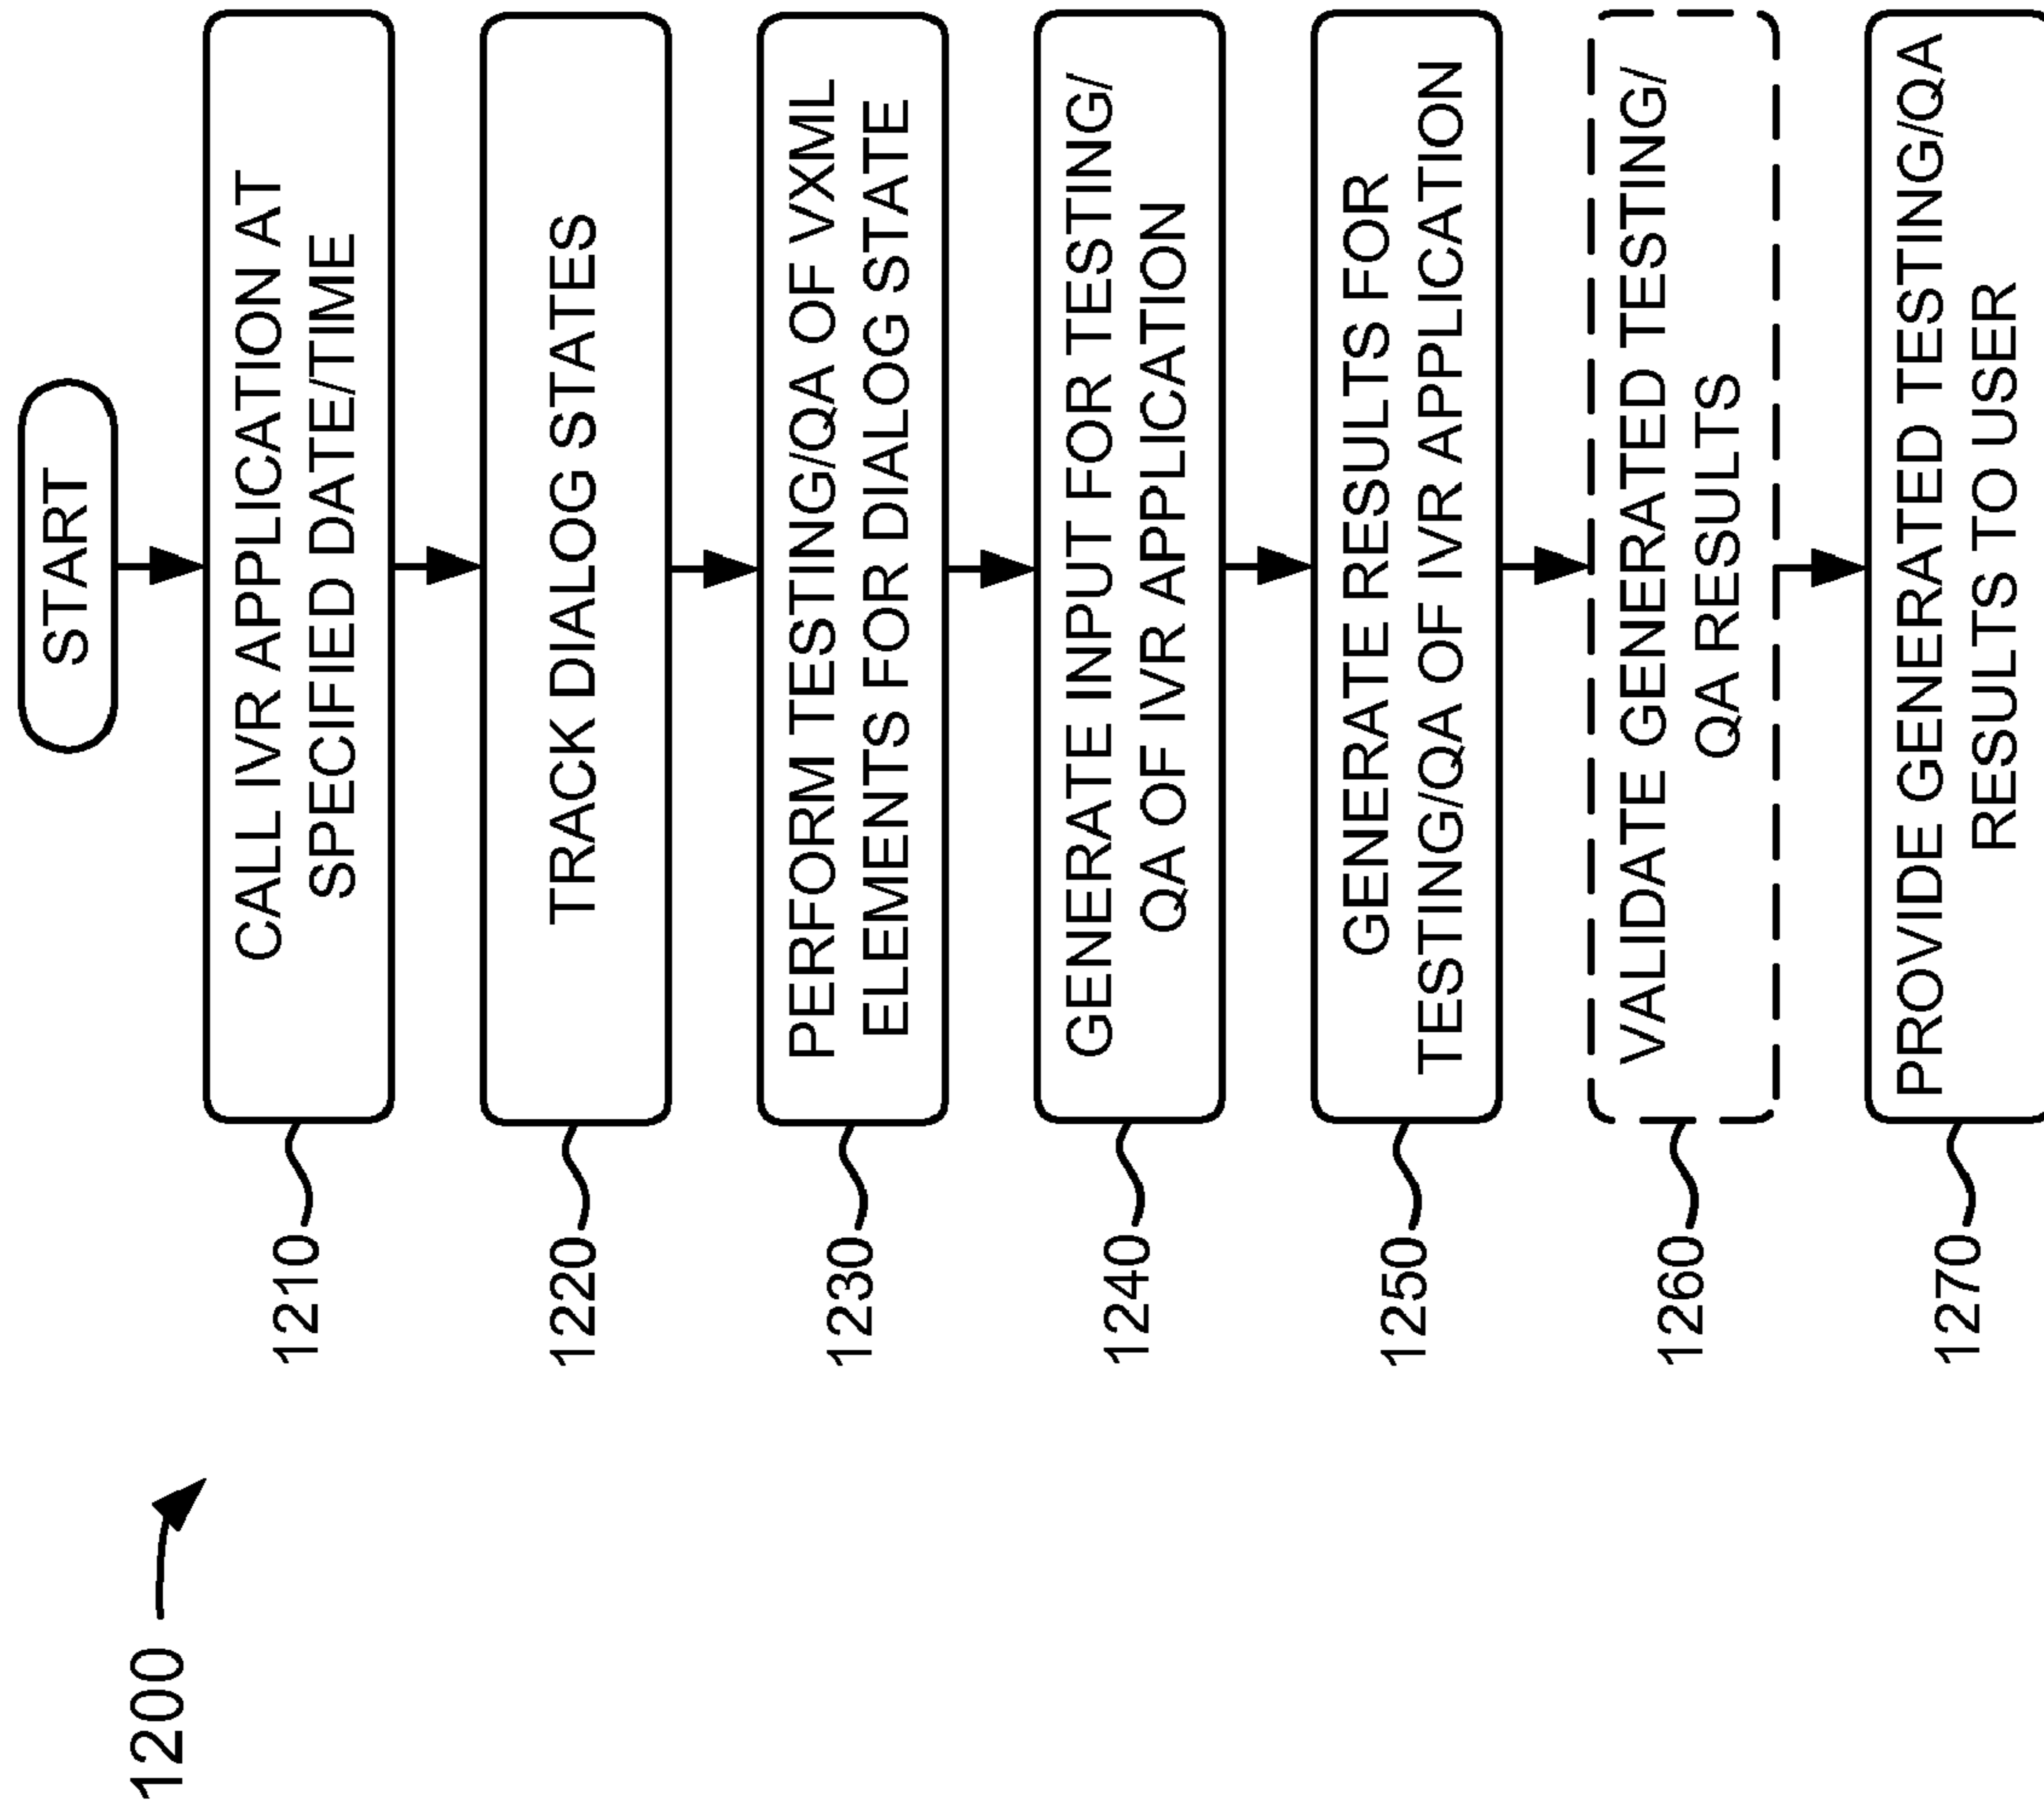 1200
START
1210
CALL IVR APPLICATION AT
SPECIFIED DATE/TIME
1220
TRACK DIALOG STATES
1230
PERFORM TESTING/QA OF VXML
ELEMENTS FOR DIALOG STATE
1240
GENERATE INPUT FOR TESTING/
QA OF IVR APPLICATION
1250
GENERATE RESULTS FOR
TESTING/QA OF IVR APPLICATION
1260
VALIDATE GENERATED TESTING/
QA RESULTS
1270
PROVIDE GENERATED TESTING/QA
RESULTS TO USER